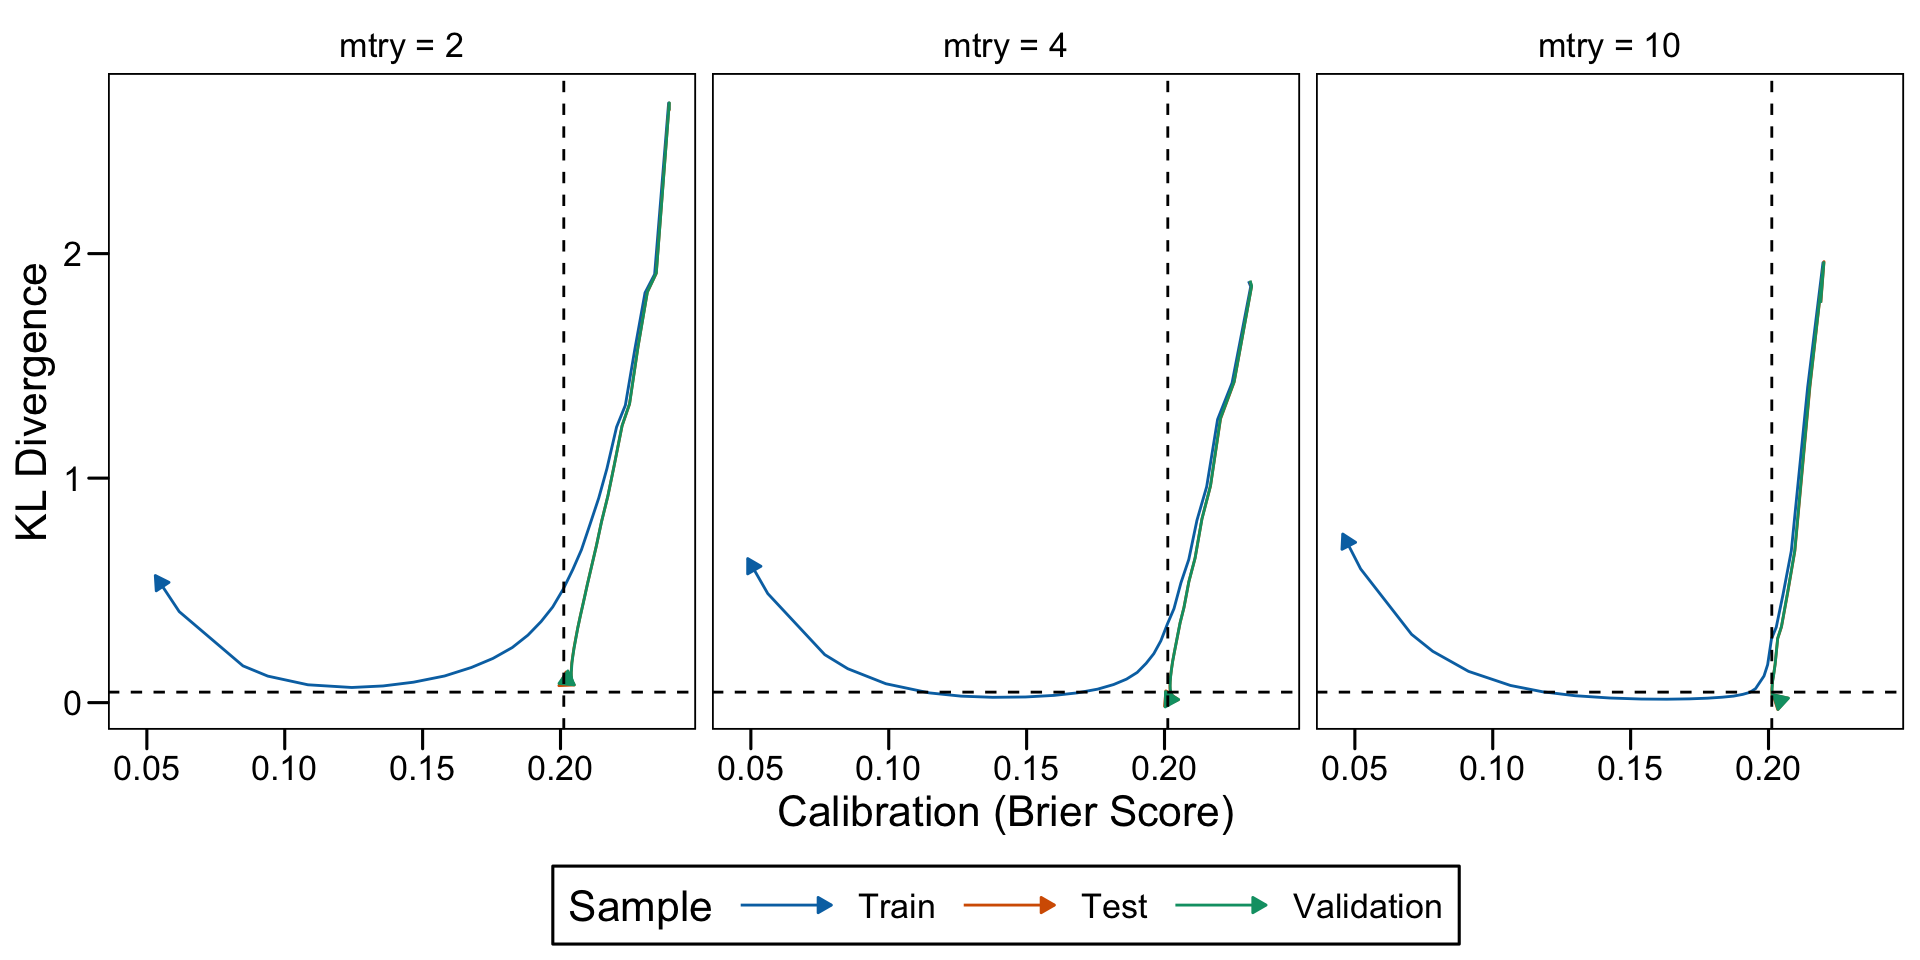 mtry = 2
mtry = 4
mtry = 10
KL Divergence
2
1
0
0.05 0.10 0.15 0.20
0.05 0.10 0.15 0.20
0.05 0.10 0.15 0.20
Calibration (Brier Score)
Sample Train Test Validation